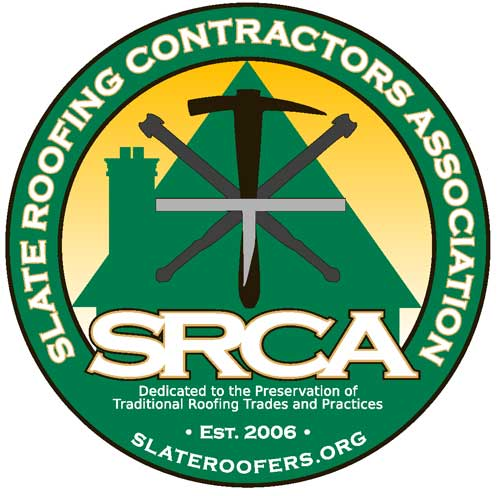 SLATE ROOFING CONTRACTORS ASSOCIATION
SRCA
Dedicated to the Preservation of
Traditional Roofing Trades and Practices
• EST. 2006 •
SLATEROOFERS.ORG